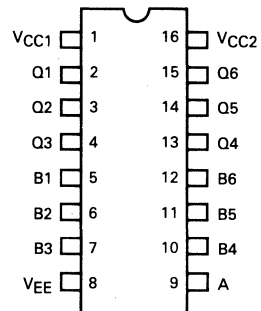 VCC1 1 16 VCC2
Q1 2 15 Q6
Q2 3 14 Q5
Q3 4 13 Q4
B1 5 12 B6
B2 6 11 B5
B3 7 10 B4
VEE 8 9 A